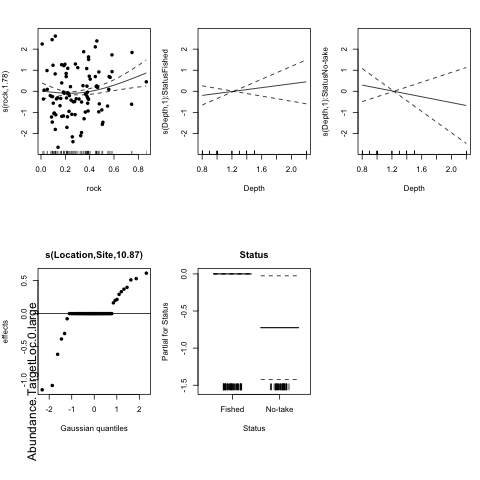 s(rock,1.78)
2
1
0
-1
-2
0.0 0.2 0.4 0.6 0.8
rock
s(Depth,1):StatusFished
2
1
0
-1
-2
0.8 1.2 1.6 2.0
Depth
s(Depth,1):StatusNo-take
2
1
0
-1
-2
0.8 1.2 1.6 2.0
Depth
s(Location,Site,10.87)
effects
0.5
0.0
-1.0
-2 -1 0 1 2
Gaussian quantiles
Status
Partial for Status
0.0
-0.5
-1.0
-1.5
Fished No-take
Status
Abundance.TargetLoc.0.large